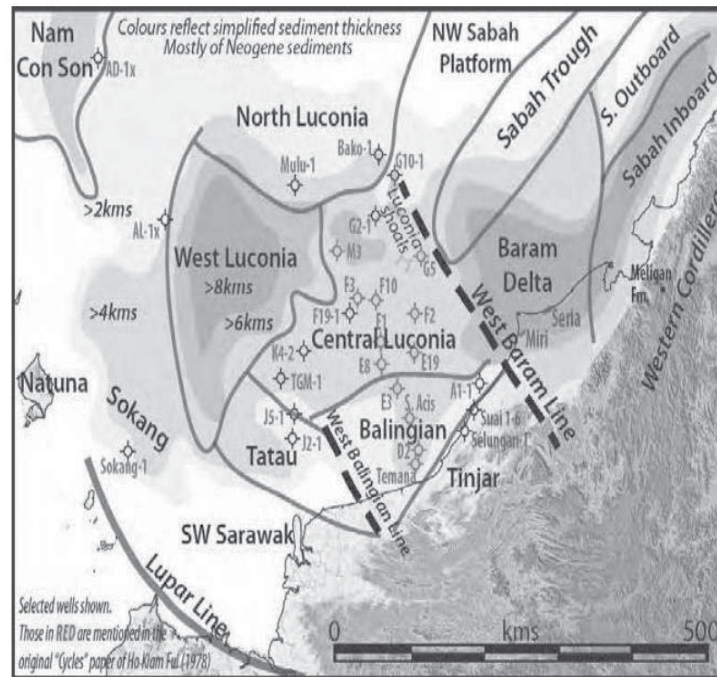 Colours reflect simplified sediment thickness
Mostly of Neogene sediments
Nam
Con Son
AD-1x
NW Sabah
Platform
Sabah Trough
S. Outboard
Sabah Inboard
North Luconia
Bako-1
G10-1
Mulu-1
>2kms
AL-1x
G2-1
Luconia
shoals
M3
G5
West Luconia
>8kms
>6kms
>4kms
Baram
Delta
Meligan
Fm.
Western Cordillera
F3
F10
F19-1
F1
F2
Seria
Miri
Central Luconia
K4-2
E8
E19
West Baram Line
Natuna
TGM-1
A1-1
E3
S. Acis
Sokang
J5-1
Suai 1-6
Selungan-1
Balingian
Tatau
J2-1
D2
Temana
Tinjar
Sokang-1
West Balingian Line
SW Sarawak
Lupar Line
Selected wells shown.
Those in RED are mentioned in the
original "Cycles" paper of Ho Kiam Fui (1978)
0 kms 500